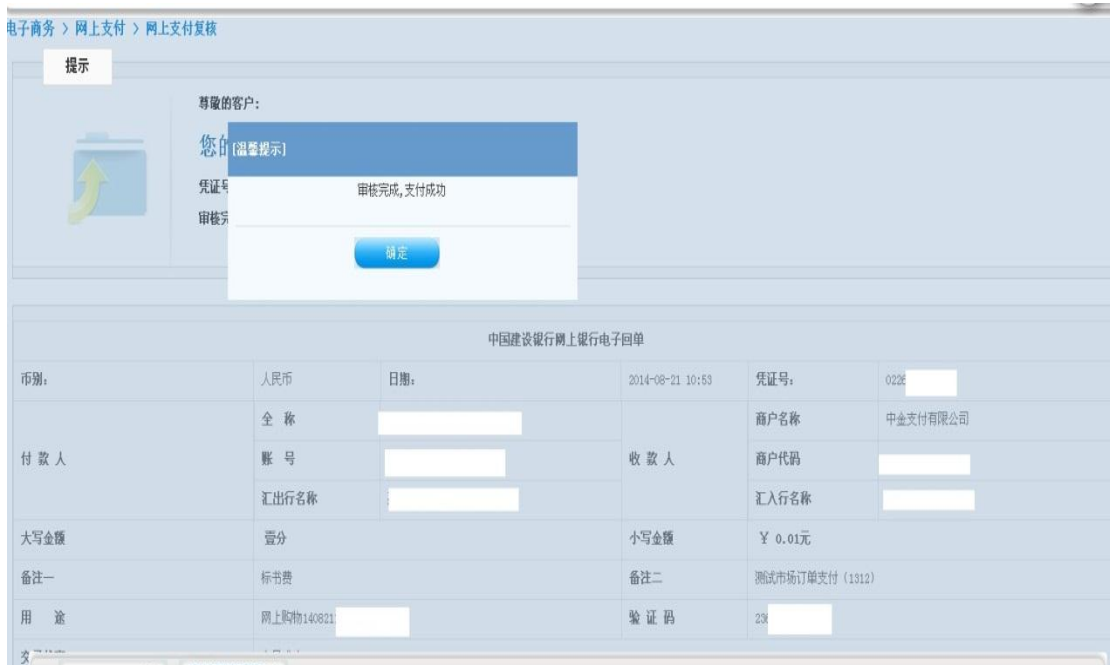 电子商务 > 网上支付 > 网上支付复核
提示
尊敬的客户:
您的
[温馨提示]
凭证号
审核完成,支付成功
审核完
确定
中国建设银行网上银行电子回单
币别: 人民币 日期: 2014-08-21 10:53 凭证号: 0226
付款人 全 称 收款人 商户名称 中金支付有限公司
账 号 商户代码
汇出行名称 汇入行名称
大写金额 壹分 小写金额 ¥ 0.01元
备注一 标书费 备注二 测试市场订单支付 (1312)
用 途 网上购物140821 验证码 236